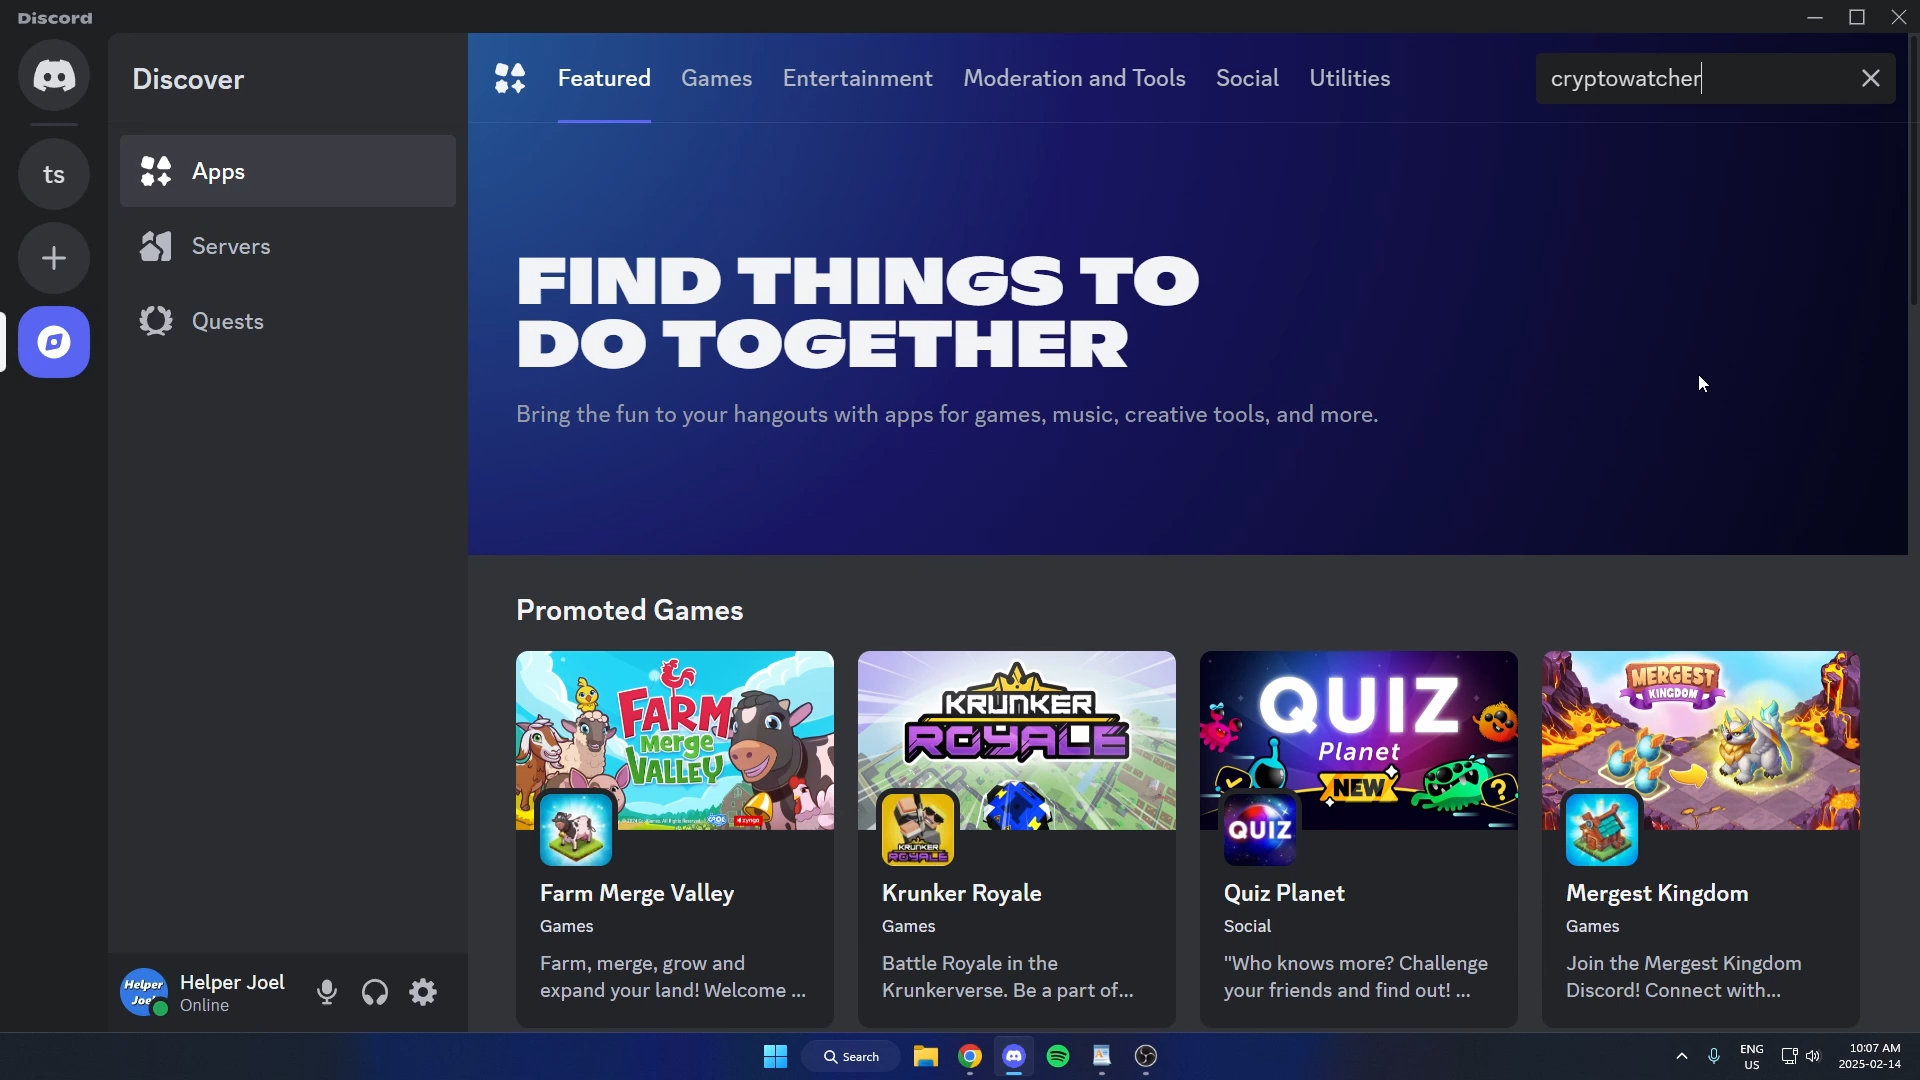 Discord
Discover
Featured
Games
Entertainment
Moderation and Tools
Social
Utilities
cryptowatcher
ts
Apps
Servers
Quests
FIND THINGS TO
DO TOGETHER
Bring the fun to your hangouts with apps for games, music, creative tools, and more.
Promoted Games
FARM
Merge
VALLEY
zynga
Farm Merge Valley
Games
Farm, merge, grow and
expand your land! Welcome ...
KRUNKER
ROYALE
KRUNKER
ROYALE
Krunker Royale
Games
Battle Royale in the
Krunkerverse. Be a part of...
QUIZ
Planet
NEW
QUIZ
Quiz Planet
Social
"Who knows more? Challenge
your friends and find out! ...
MERGEST
KINGDOM
Mergest Kingdom
Games
Join the Mergest Kingdom
Discord! Connect with...
Helper
Joel
Helper Joel
Online
Search
ENG
US
10:07 AM
2025-02-14